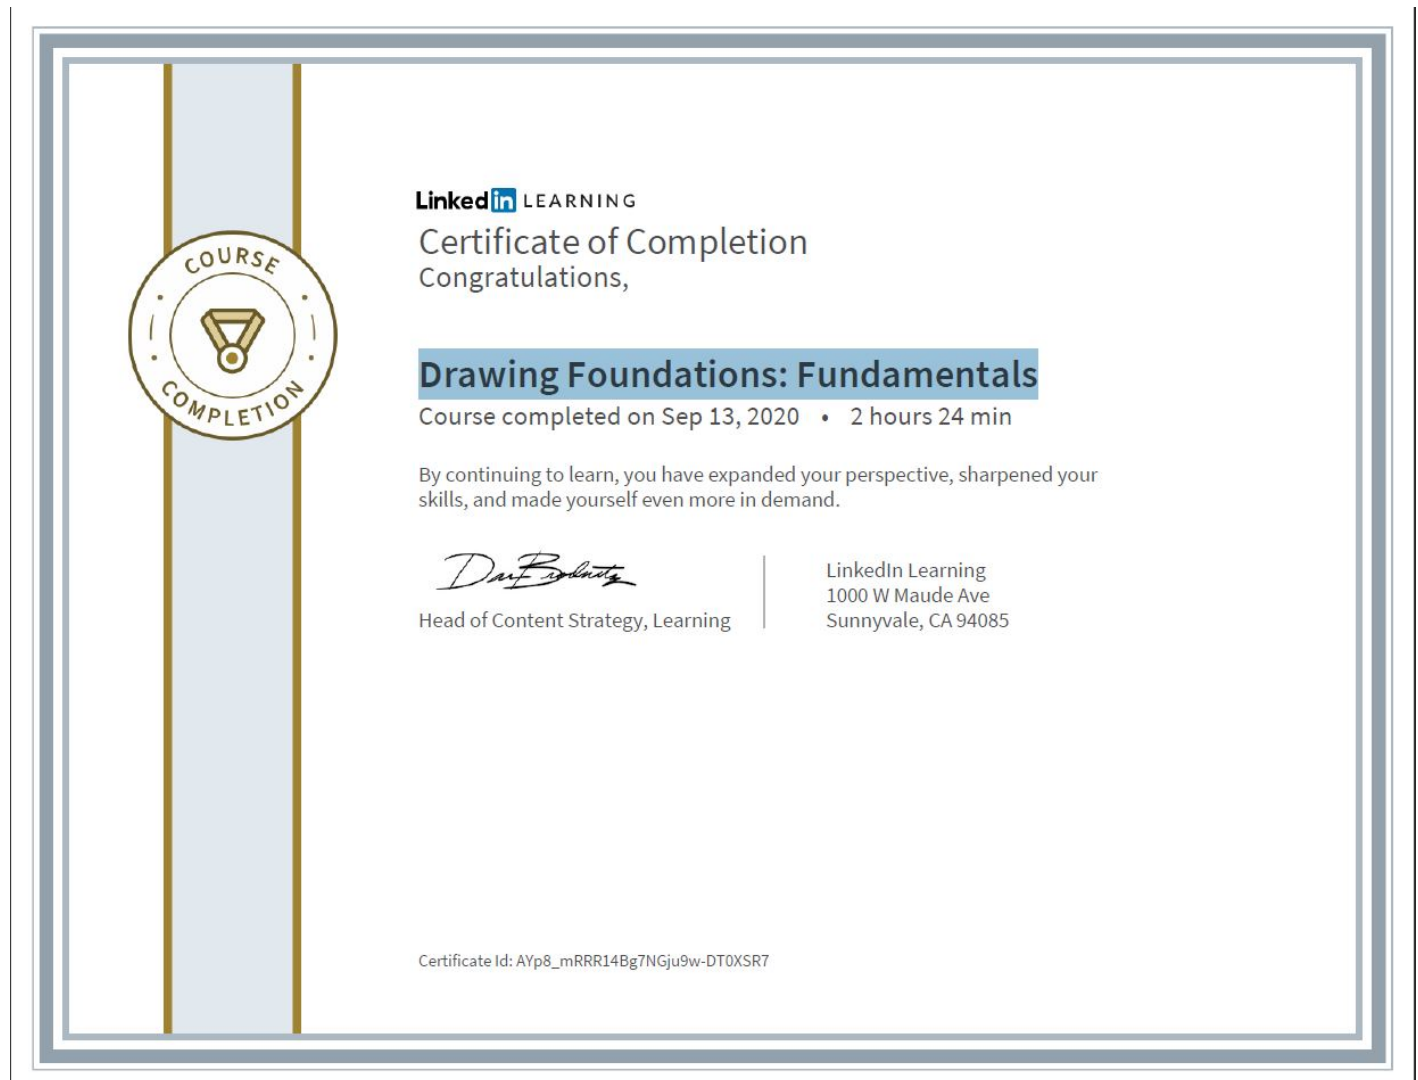 COURSE
COMPLETION
Linked in LEARNING
Certificate of Completion
Congratulations,
Drawing Foundations: Fundamentals
Course completed on Sep 13, 2020 • 2 hours 24 min
By continuing to learn, you have expanded your perspective, sharpened your
skills, and made yourself even more in demand.
Head of Content Strategy, Learning
LinkedIn Learning
1000 W Maude Ave
Sunnyvale, CA 94085
Certificate Id: AYp8_mRRR14Bg7NGju9w-DT0XSR7